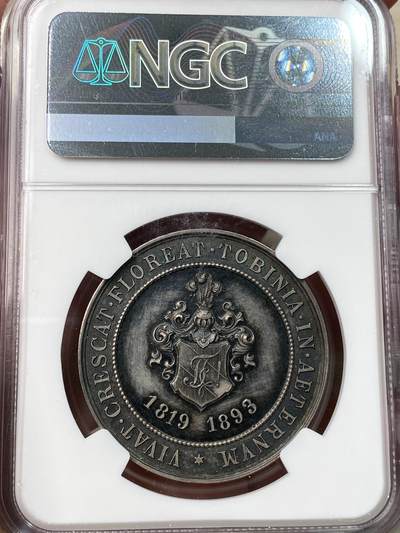 NGC
ANA
VIVAT · CRESCAT · FLOREAT · TOBINIA · IN · AETERNVM
1819 1893